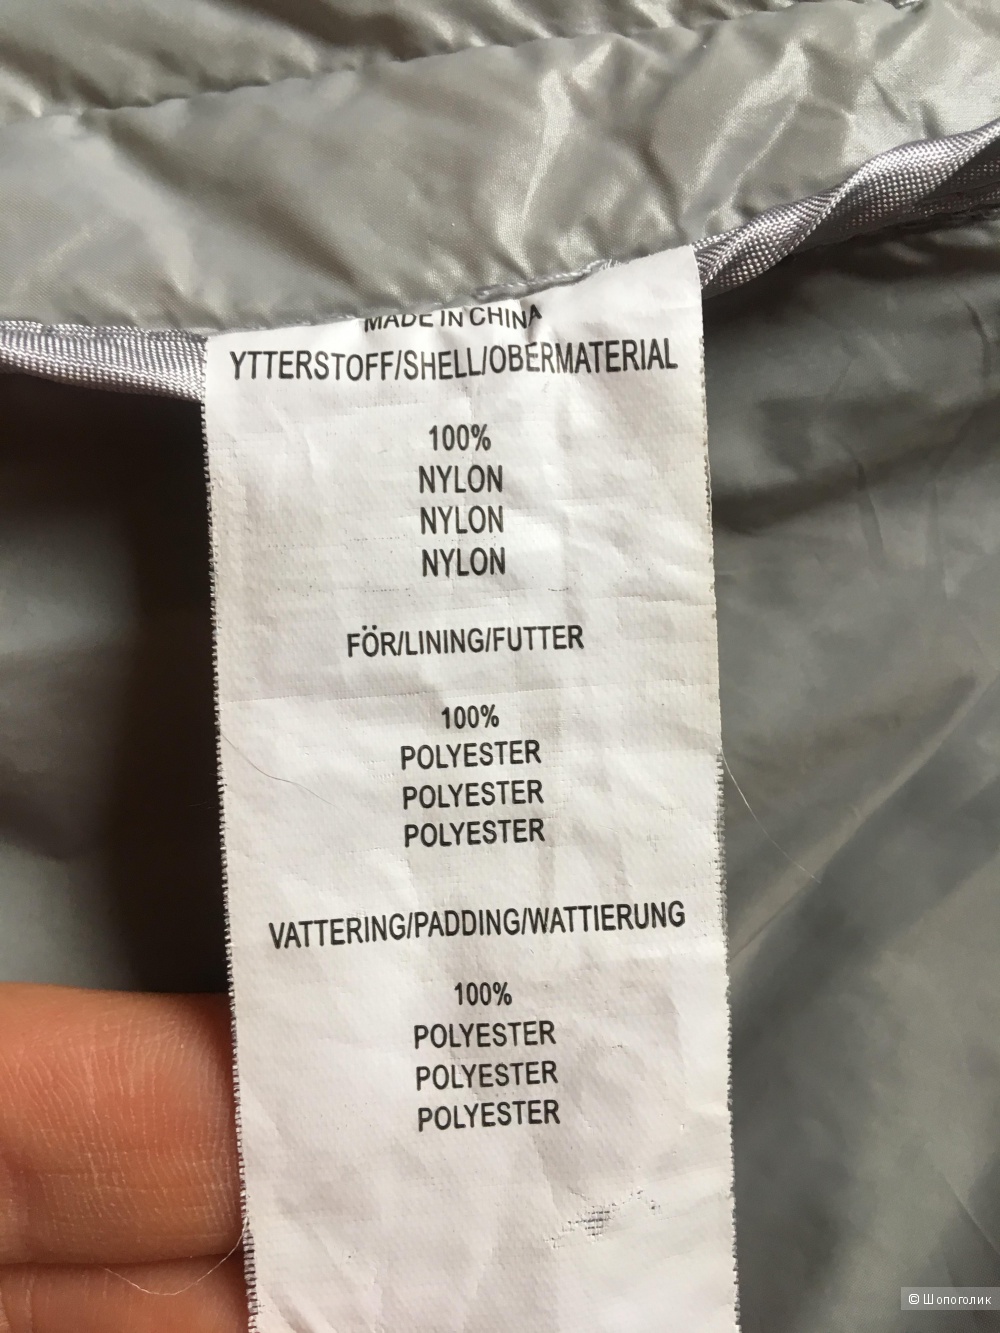 MADE IN CHINA
YTTERSTOFF/SHELL/OBERMATERIAL
100%
NYLON
NYLON
NYLON
FÖR/LINING/FUTTER
100%
POLYESTER
POLYESTER
POLYESTER
VATTERING/PADDING/WATTIERUNG
100%
POLYESTER
POLYESTER
POLYESTER
© Шопоголик